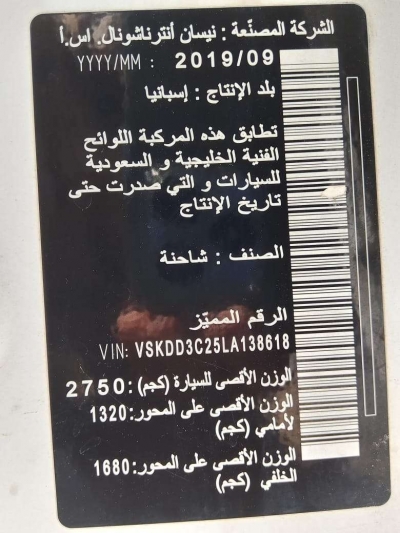 الشركة المصنّعة : نيسان أنترناشونال. اس.أ
YYYY/MM : 2019/09
بلد الإنتاج : إسبانيا
تطابق هذه المركبة اللوائح
الفنية الخليجية و السعودية
للسيارات و التي صدرت حتى
تاريخ الإنتاج
الصنف : شاحنة
الرقم المميّز
VIN: VSKDD3C25LA138618
الوزن الأقصى للسيارة (كجم): 2750
الوزن الأقصى على المحور: 1320
لأمامي (كجم)
الوزن الأقصى على المحور: 1680
الخلفي (كجم)